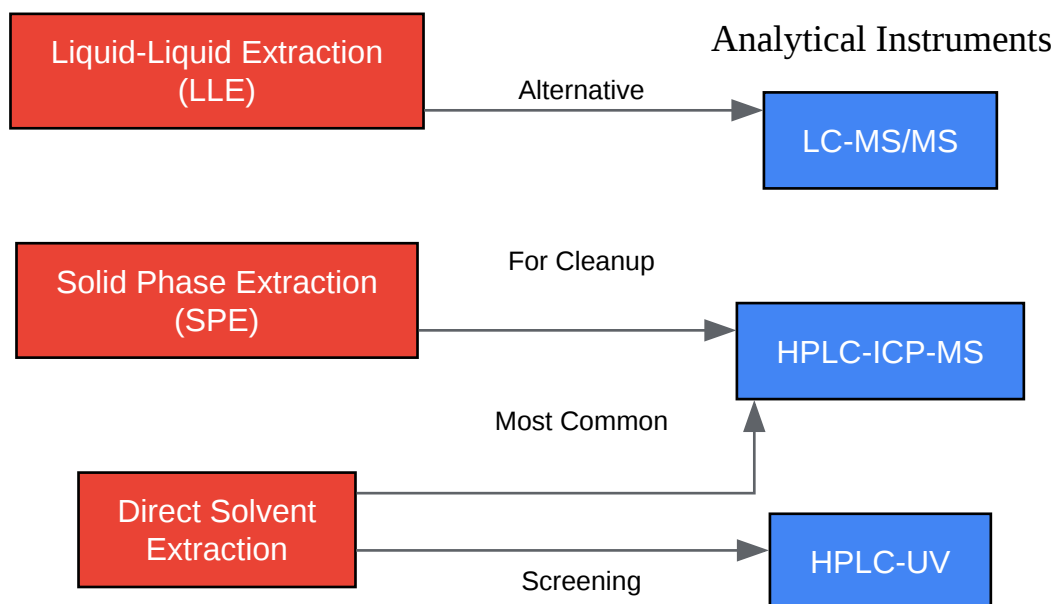 Liquid-Liquid Extraction
(LLE)
Analytical Instruments
Alternative
LC-MS/MS
Solid Phase Extraction
(SPE)
For Cleanup
HPLC-ICP-MS
Most Common
Direct Solvent
Extraction
HPLC-UV
Screening